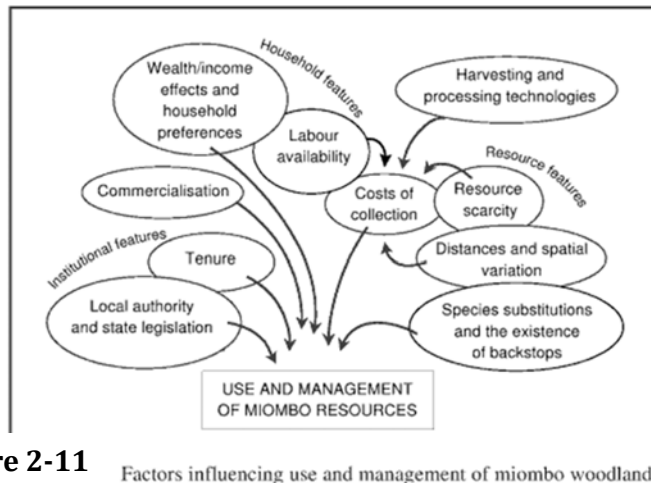 Household features
Wealth/income
effects and
household
preferences
Harvesting and
processing technologies
Labour
availability
Resource features
Commercialisation
Costs of
collection
Resource
scarcity
Institutional features
Tenure
Distances and spatial
variation
Local authority
and state legislation
Species substitutions
and the existence
of backstops
USE AND MANAGEMENT
OF MIOMBO RESOURCES
re 2-11
Factors influencing use and management of miombo woodland